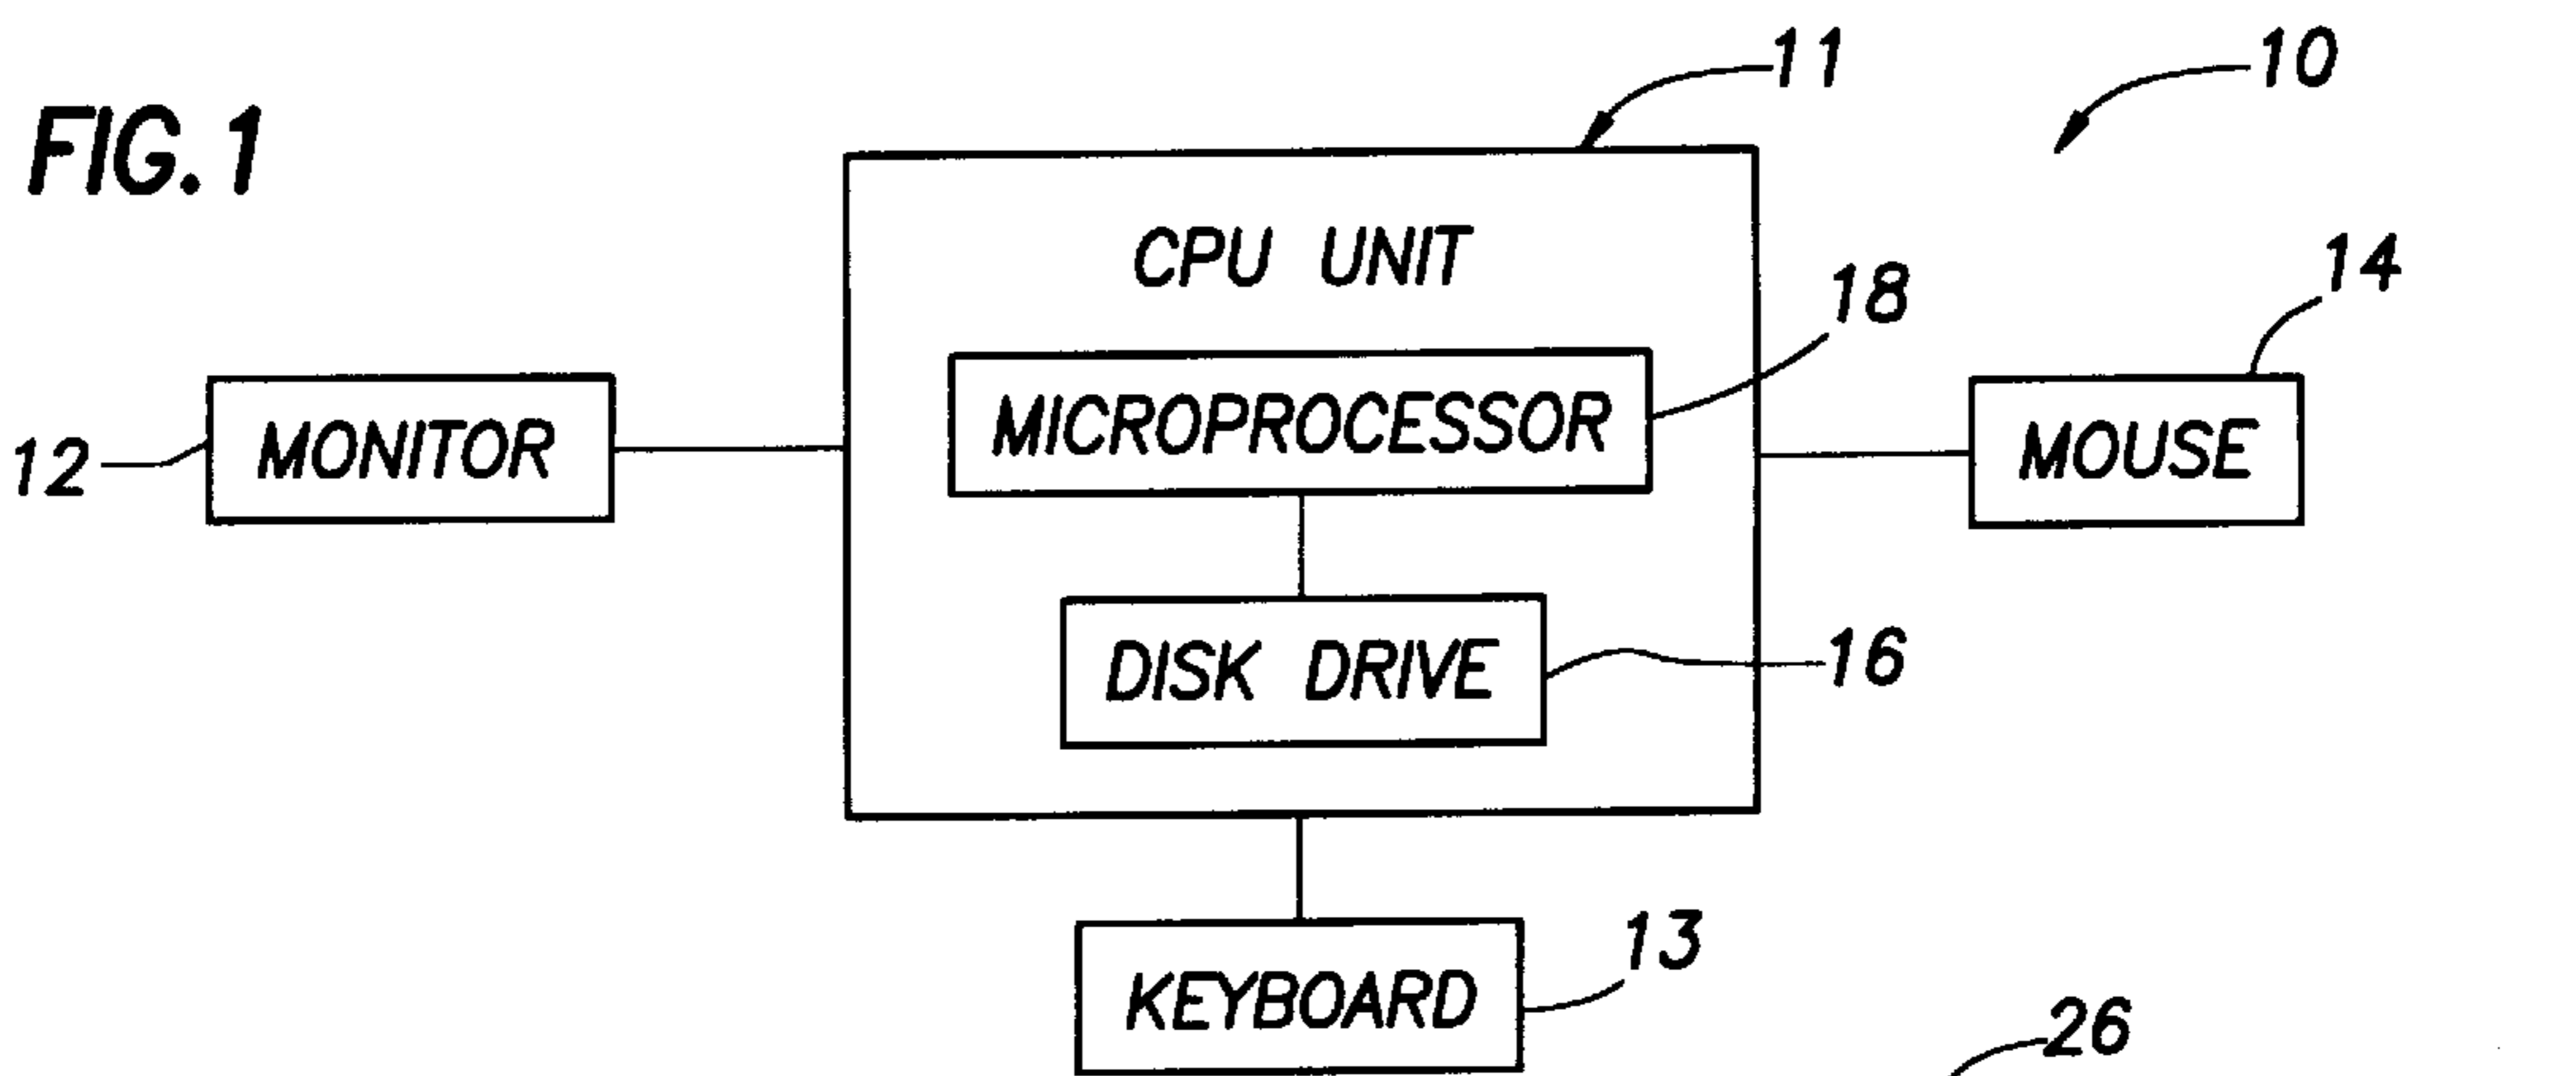 FIG. 1
11
10
CPU UNIT
18
14
MICROPROCESSOR
12
MONITOR
MOUSE
DISK DRIVE
16
13
KEYBOARD
26